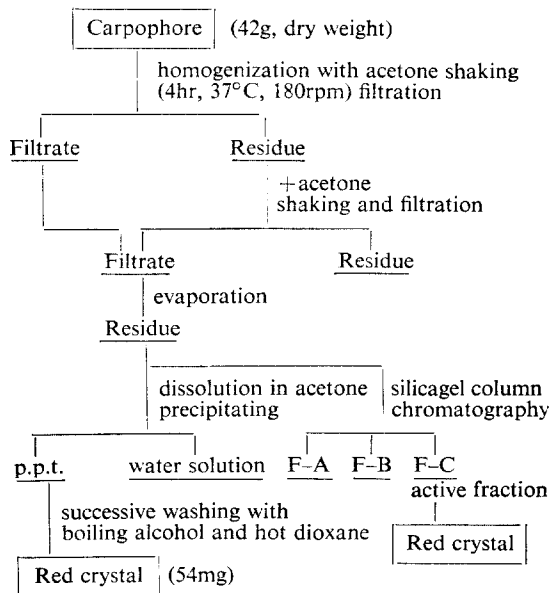 Carpophore (42g, dry weight)
homogenization with acetone shaking
(4hr, 37°C, 180rpm) filtration
Filtrate Residue
+acetone
shaking and filtration
Filtrate Residue
evaporation
Residue
dissolution in acetone silicagel column
precipitating chromatography
p.p.t. water solution F-A F-B F-C
active fraction
successive washing with
boiling alcohol and hot dioxane
Red crystal
Red crystal (54mg)